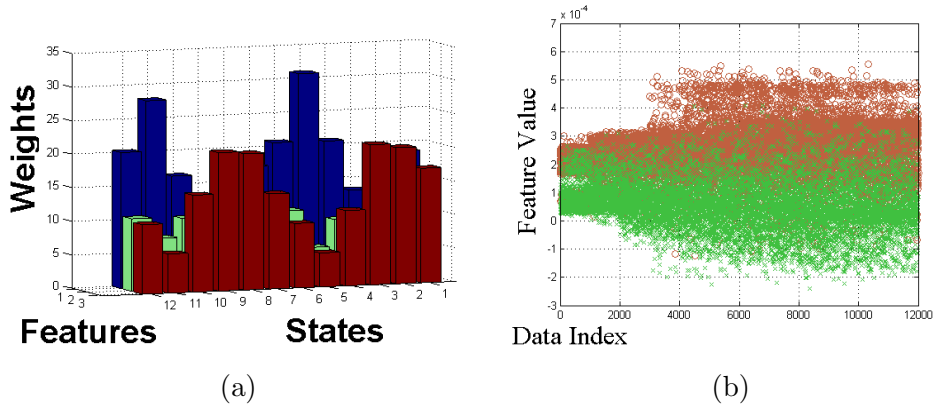 35
30
25
20
15
10
5
0
Weights
1 2 3
12 11 10 9 8 7 6 5 4 3 2 1
Features States
(a)
x 10⁻⁴
7
6
5
4
3
2
1
0
-1
-2
-3
Feature Value
0 2000 4000 6000 8000 10000 12000
Data Index
(b)